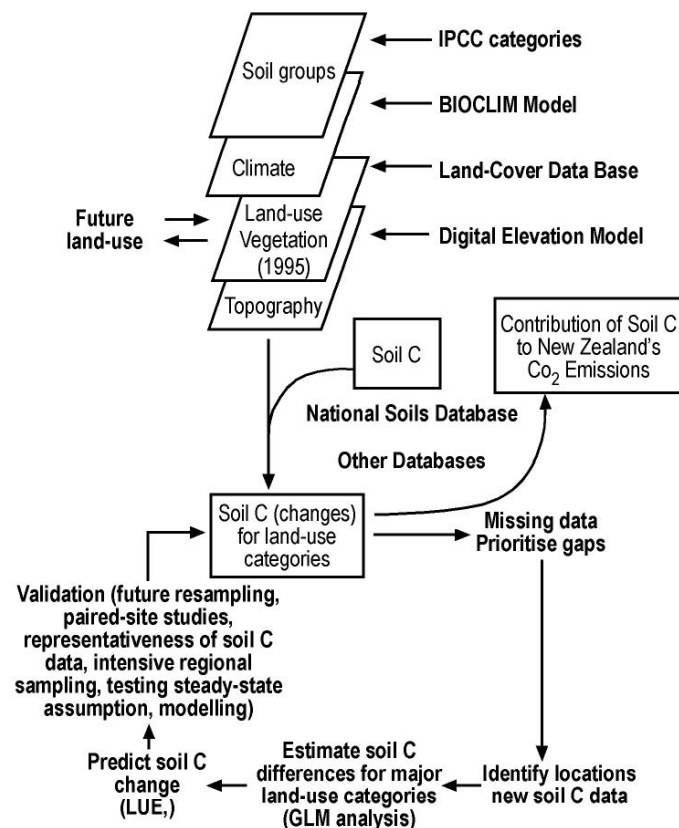 Soil groups
IPCC categories
BIOCLIM Model
Climate
Land-Cover Data Base
Future
land-use
Land-use
Vegetation
(1995)
Digital Elevation Model
Topography
Soil C
Contribution of Soil C
to New Zealand's
Co2 Emissions
National Soils Database
Other Databases
Soil C (changes)
for land-use
categories
Missing data
Prioritise gaps
Validation (future resampling,
paired-site studies,
representativeness of soil C
data, intensive regional
sampling, testing steady-state
assumption, modelling)
Predict soil C
change
(LUE,)
Estimate soil C
differences for major
land-use categories
(GLM analysis)
Identify locations
new soil C data